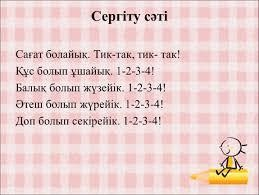 Сергіту сәті
Сағат болайық. Тик-так, тик- так!
Құс болып ұшайық. 1-2-3-4!
Балық болып жүзейік. 1-2-3-4!
Әтеш болып жүрейік. 1-2-3-4!
Доп болып секірейік. 1-2-3-4!